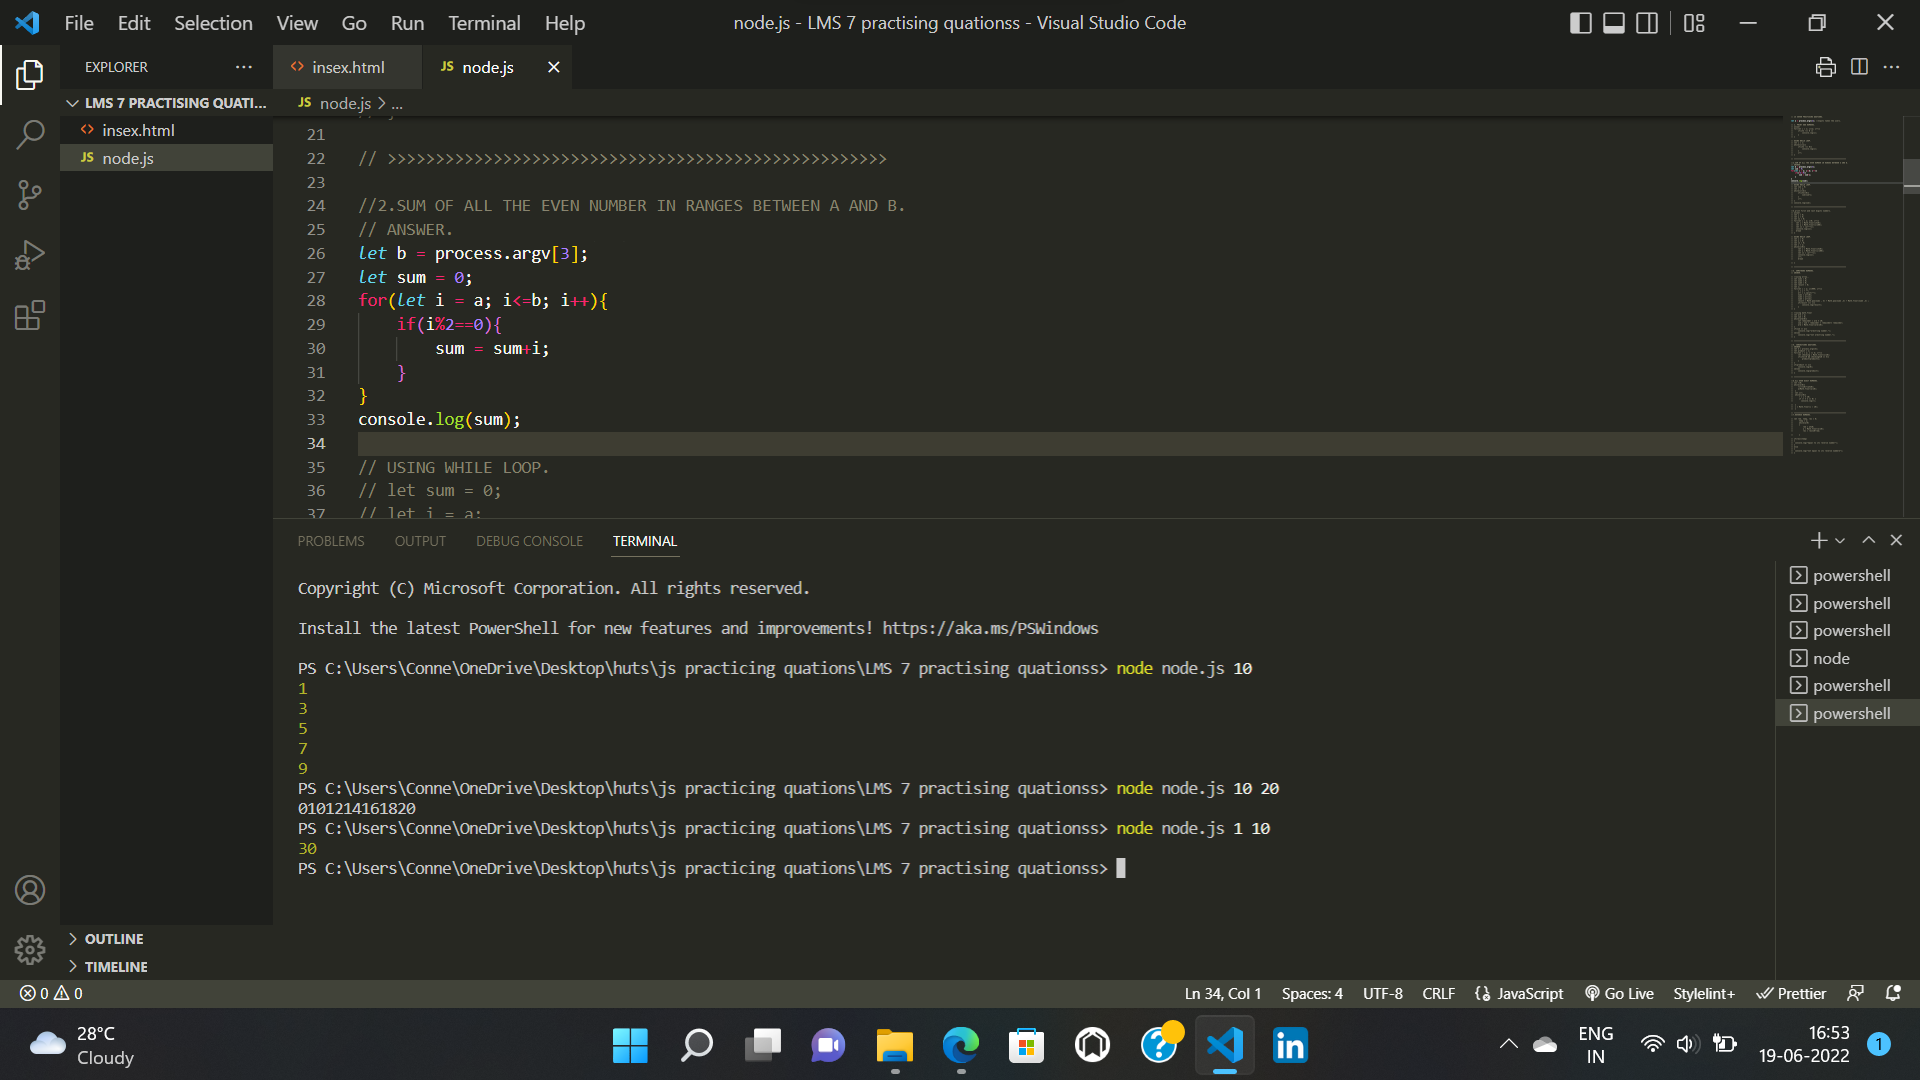 File Edit Selection View Go Run Terminal Help
node.js - LMS 7 practising quationss - Visual Studio Code
EXPLORER
insex.html
JS node.js
LMS 7 PRACTISING QUATI...
insex.html
JS node.js
JS node.js > ...
21
22 // >>>>>>>>>>>>>>>>>>>>>>>>>>>>>>>>>>>>>>>>>>>>>>>>>>>>
23
24 //2.SUM OF ALL THE EVEN NUMBER IN RANGES BETWEEN A AND B.
25 // ANSWER.
26 let b = process.argv[3];
27 let sum = 0;
28 for(let i = a; i<=b; i++){
29 if(i%2==0){
30 sum = sum+i;
31 }
32 }
33 console.log(sum);
34
35 // USING WHILE LOOP.
36 // let sum = 0;
37 // let i = a;
PROBLEMS OUTPUT DEBUG CONSOLE TERMINAL
Copyright (C) Microsoft Corporation. All rights reserved.
Install the latest PowerShell for new features and improvements! https://aka.ms/PSWindows
PS C:\Users\Conne\OneDrive\Desktop\huts\js practicing quations\LMS 7 practising quationss> node node.js 10
1
3
5
7
9
PS C:\Users\Conne\OneDrive\Desktop\huts\js practicing quations\LMS 7 practising quationss> node node.js 10 20
0101214161820
PS C:\Users\Conne\OneDrive\Desktop\huts\js practicing quations\LMS 7 practising quationss> node node.js 1 10
30
PS C:\Users\Conne\OneDrive\Desktop\huts\js practicing quations\LMS 7 practising quationss>
powershell
powershell
powershell
node
powershell
powershell
OUTLINE
TIMELINE
0 0
Ln 34, Col 1 Spaces: 4 UTF-8 CRLF JavaScript Go Live Stylelint+ Prettier
28°C
Cloudy
ENG
IN
16:53
19-06-2022
1